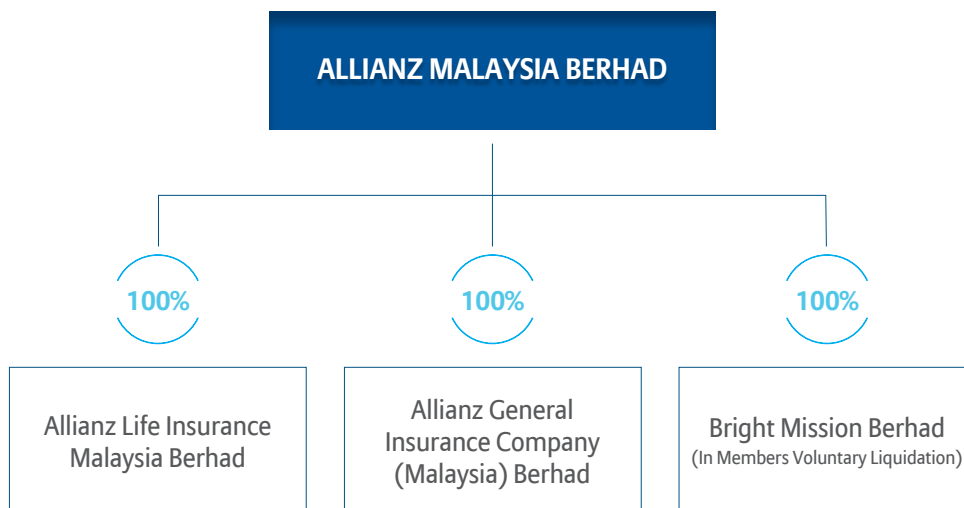 ALLIANZ MALAYSIA BERHAD
100%
100%
100%
Allianz Life Insurance
Malaysia Berhad
Allianz General
Insurance Company
(Malaysia) Berhad
Bright Mission Berhad
(In Members Voluntary Liquidation)